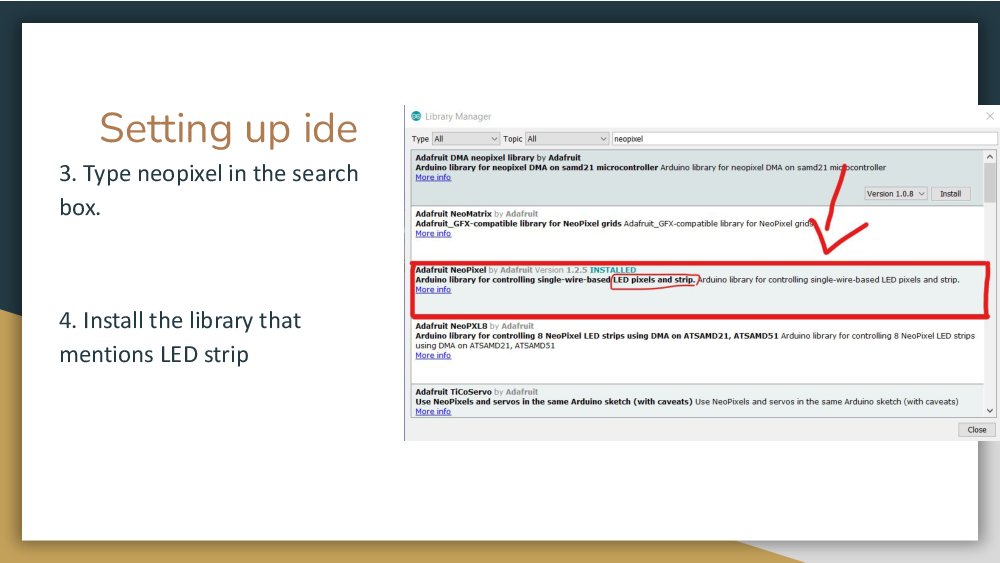 Setting up ide
3. Type neopixel in the search
box.
4. Install the library that
mentions LED strip
Library Manager
Type All Topic All neopixel
Adafruit DMA neopixel library by Adafruit
Arduino library for neopixel DMA on samd21 microcontroller Arduino library for neopixel DMA on samd21 microcontroller
More info
Version 1.0.8 Install
Adafruit NeoMatrix by Adafruit
Adafruit_GFX-compatible library for NeoPixel grids Adafruit_GFX-compatible library for NeoPixel grids
More info
Adafruit NeoPixel by Adafruit Version 1.2.5 INSTALLED
Arduino library for controlling single-wire-based LED pixels and strip. Arduino library for controlling single-wire-based LED pixels and strip.
More info
Adafruit NeoPXL8 by Adafruit
Arduino library for controlling 8 NeoPixel LED strips using DMA on ATSAMD21, ATSAMD51 Arduino library for controlling 8 NeoPixel LED strips
using DMA on ATSAMD21, ATSAMD51
More info
Adafruit TiCoServo by Adafruit
Use NeoPixels and servos in the same Arduino sketch (with caveats) Use NeoPixels and servos in the same Arduino sketch (with caveats)
More info
Close